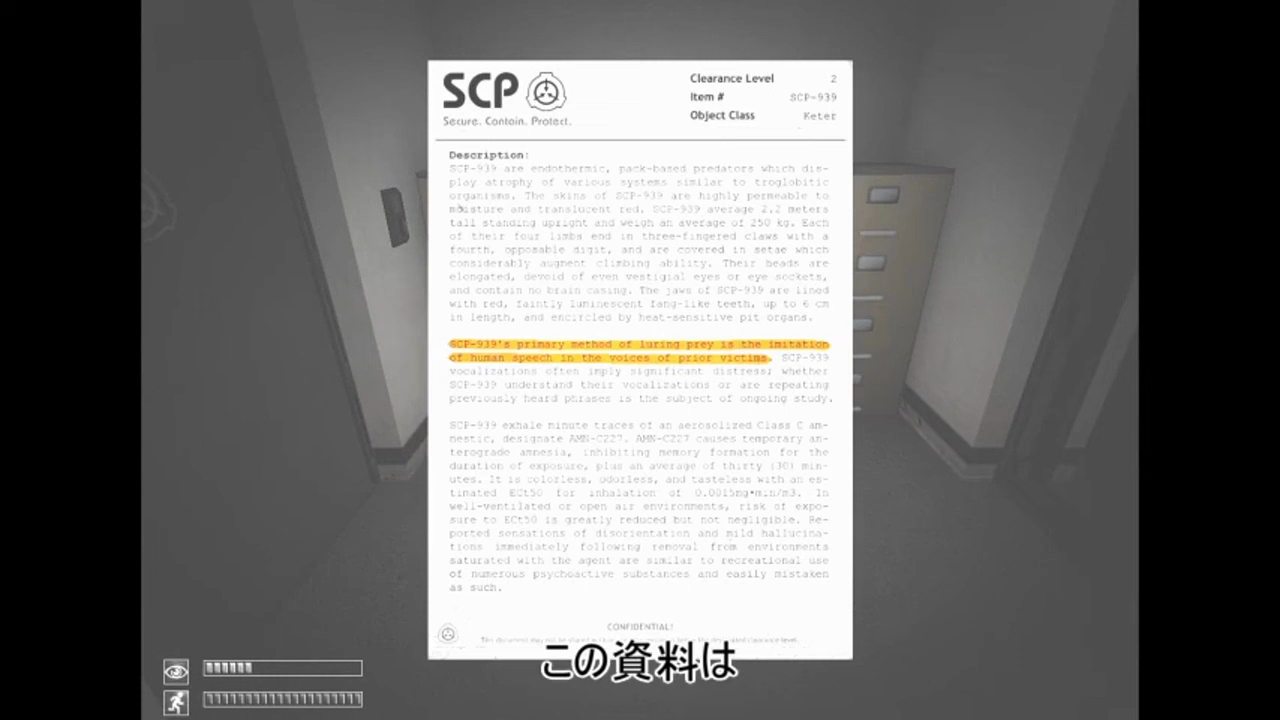 SCP
Secure. Contain. Protect.
Clearance Level 2
Item # SCP-939
Object Class Keter
Description:
SCP-939 are endothermic, pack-based predators which dis-
play atrophy of various systems similar to troglobitic
organisms. The skins of SCP-939 are highly permeable to
moisture and translucent red. SCP-939 average 2.2 meters
tall standing upright and weigh an average of 250 kg. Each
of their four limbs end in three-fingered claws with a
fourth, opposable digit, and are covered in setae which
considerably augment climbing ability. Their heads are
elongated, devoid of even vestigial eyes or eye sockets,
and contain no brain casing. The jaws of SCP-939 are lined
with red, faintly luminescent fang-like teeth, up to 6 cm
in length, and encircled by heat-sensitive pit organs.
SCP-939's primary method of luring prey is the imitation
of human speech in the voices of prior victims. SCP-939
vocalizations often imply significant distress; whether
SCP-939 understand their vocalizations or are repeating
previously heard phrases is the subject of ongoing study.
SCP-939 exhale minute traces of an aerosolized Class C am-
nestic, designate AMN-C227. AMN-C227 causes temporary an-
terograde amnesia, inhibiting memory formation for the
duration of exposure, plus an average of thirty (30) min-
utes. It is colorless, odorless, and tasteless with an es-
timated ECt50 for inhalation of 0.0015mg•min/m3. In
well-ventilated or open air environments, risk of expo-
sure to ECt50 is greatly reduced but not negligible. Re-
ported sensations of disorientation and mild hallucina-
tions immediately following removal from environments
saturated with the agent are similar to recreational use
of numerous psychoactive substances and easily mistaken
as such.
CONFIDENTIAL!
This document may not be shared
この資料は